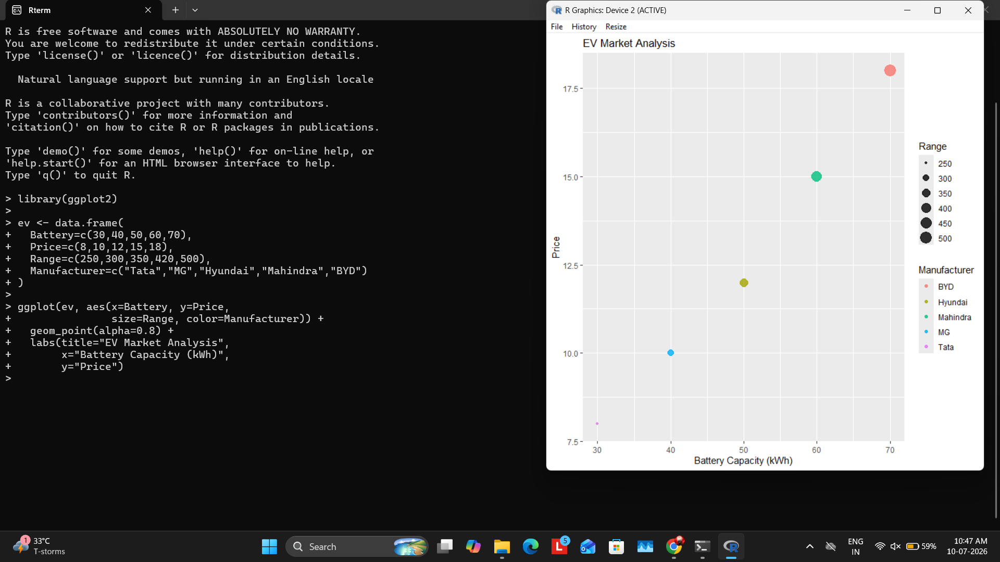 Rterm
R is free software and comes with ABSOLUTELY NO WARRANTY.
You are welcome to redistribute it under certain conditions.
Type 'license()' or 'licence()' for distribution details.
Natural language support but running in an English locale
R is a collaborative project with many contributors.
Type 'contributors()' for more information and
'citation()' on how to cite R or R packages in publications.
Type 'demo()' for some demos, 'help()' for on-line help, or
'help.start()' for an HTML browser interface to help.
Type 'q()' to quit R.
> library(ggplot2)
>
> ev <- data.frame(
+   Battery=c(30,40,50,60,70),
+   Price=c(8,10,12,15,18),
+   Range=c(250,300,350,420,500),
+   Manufacturer=c("Tata","MG","Hyundai","Mahindra","BYD")
+ )
>
> ggplot(ev, aes(x=Battery, y=Price,
+                size=Range, color=Manufacturer)) +
+   geom_point(alpha=0.8) +
+   labs(title="EV Market Analysis",
+        x="Battery Capacity (kWh)",
+        y="Price")
>
R Graphics: Device 2 (ACTIVE)
File History Resize
EV Market Analysis
17.5
15.0
12.5
10.0
7.5
Price
30 40 50 60 70
Battery Capacity (kWh)
Range
250
300
350
400
450
500
Manufacturer
BYD
Hyundai
Mahindra
MG
Tata
1
33°C
T-storms
Search
L
5
ENG
IN
59%
10:47 AM
10-07-2026